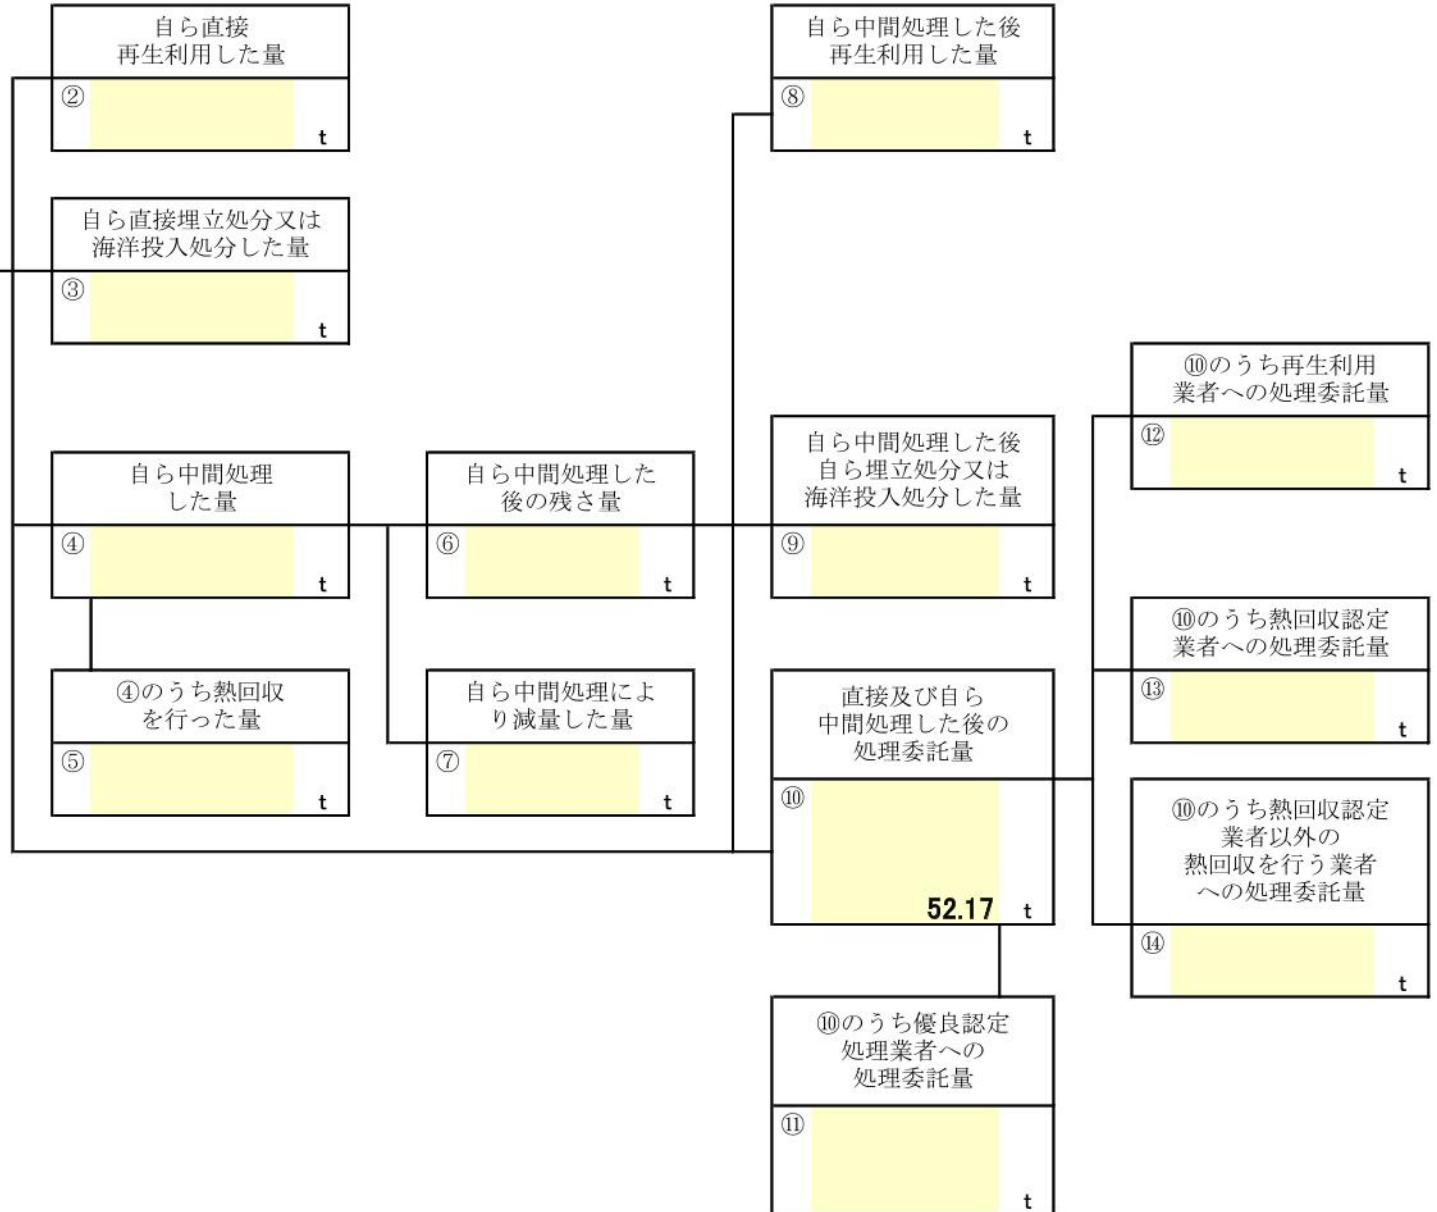 自ら直接
再生利用した量
②
t
自ら直接埋立処分又は
海洋投入処分した量
③
t
自ら中間処理
した量
④
t
④のうち熱回収
を行った量
⑤
t
自ら中間処理した
後の残さ量
⑥
t
自ら中間処理によ
り減量した量
⑦
t
自ら中間処理した後
再生利用した量
⑧
t
自ら中間処理した後
自ら埋立処分又は
海洋投入処分した量
⑨
t
直接及び自ら
中間処理した後の
処理委託量
⑩
52.17 t
⑩のうち優良認定
処理業者への
処理委託量
⑪
t
⑩のうち再生利用
業者への処理委託量
⑫
t
⑩のうち熱回収認定
業者への処理委託量
⑬
t
⑩のうち熱回収認定
業者以外の
熱回収を行う業者
への処理委託量
⑭
t